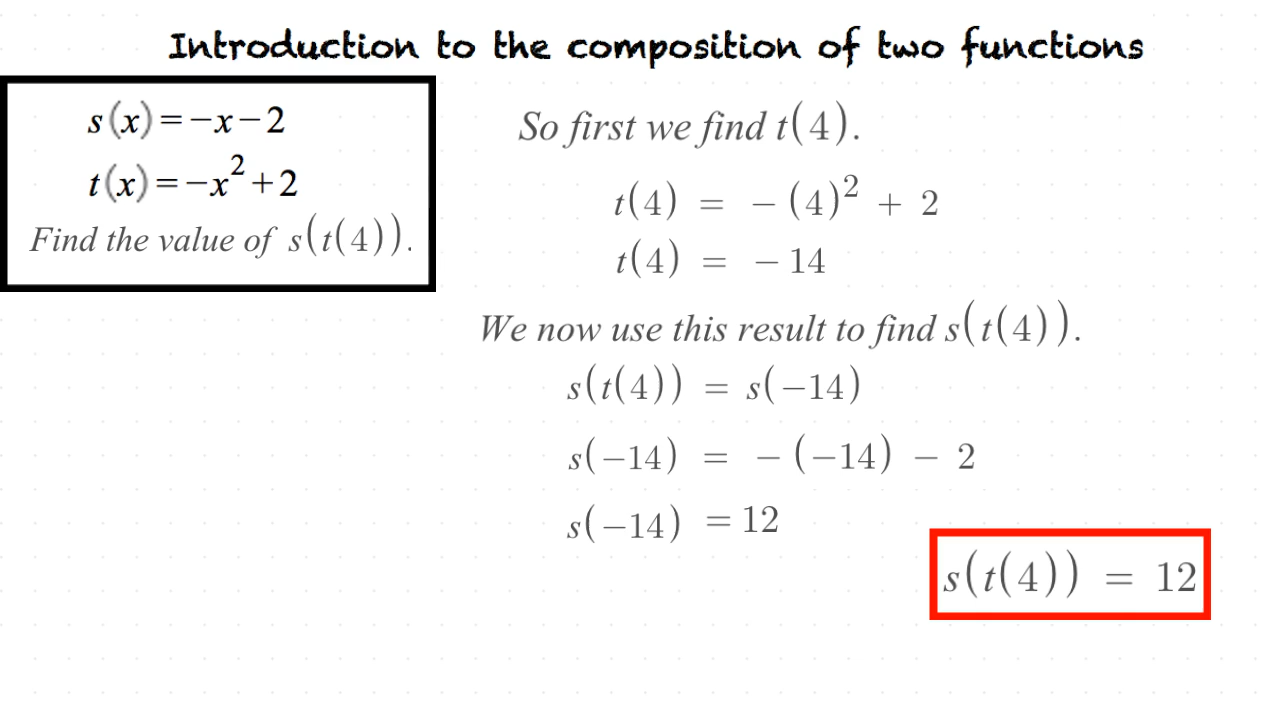 Introduction to the composition of two functions
s(x)=−x−2
t(x)=−x²+2
Find the value of s(t(4)).
So first we find t(4).
t(4) = −(4)² + 2
t(4) = −14
We now use this result to find s(t(4)).
s(t(4)) = s(−14)
s(−14) = −(−14) − 2
s(−14) = 12
s(t(4)) = 12